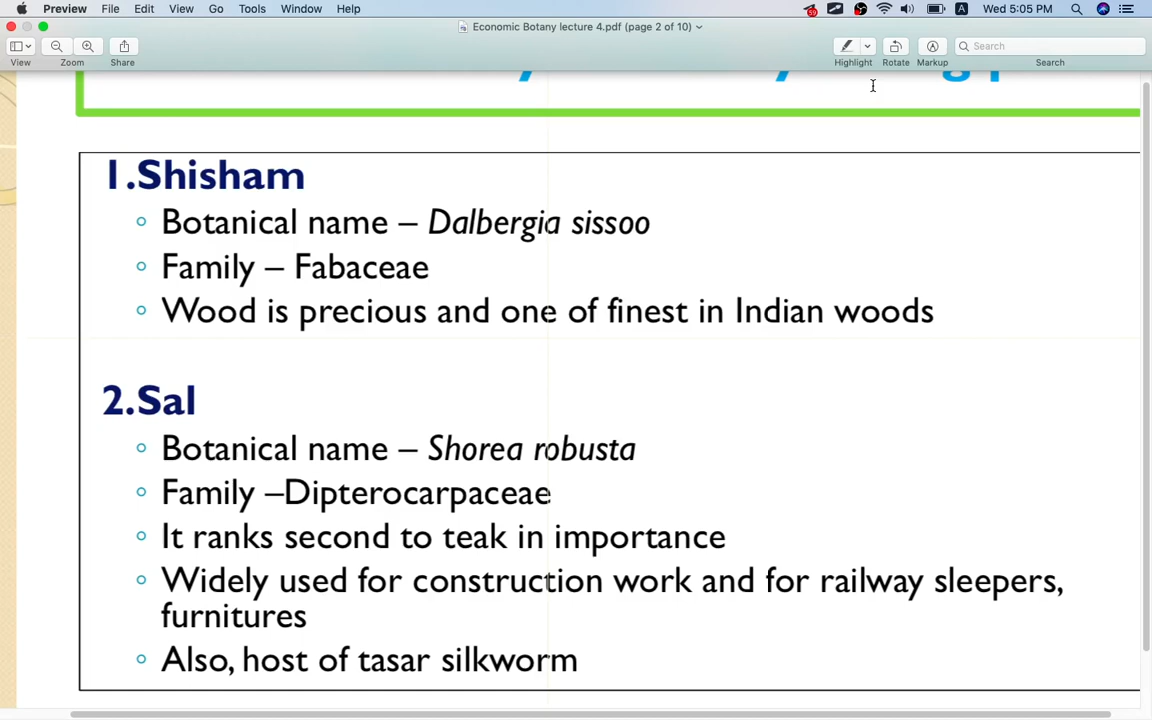 Preview File Edit View Go Tools Window Help Wed 5:05 PM
Economic Botany lecture 4.pdf (page 2 of 10)
Search
View Zoom Share Highlight Rotate Markup Search
1.Shisham
Botanical name – Dalbergia sissoo
Family – Fabaceae
Wood is precious and one of finest in Indian woods
2.Sal
Botanical name – Shorea robusta
Family –Dipterocarpaceae
It ranks second to teak in importance
Widely used for construction work and for railway sleepers,
furnitures
Also, host of tasar silkworm